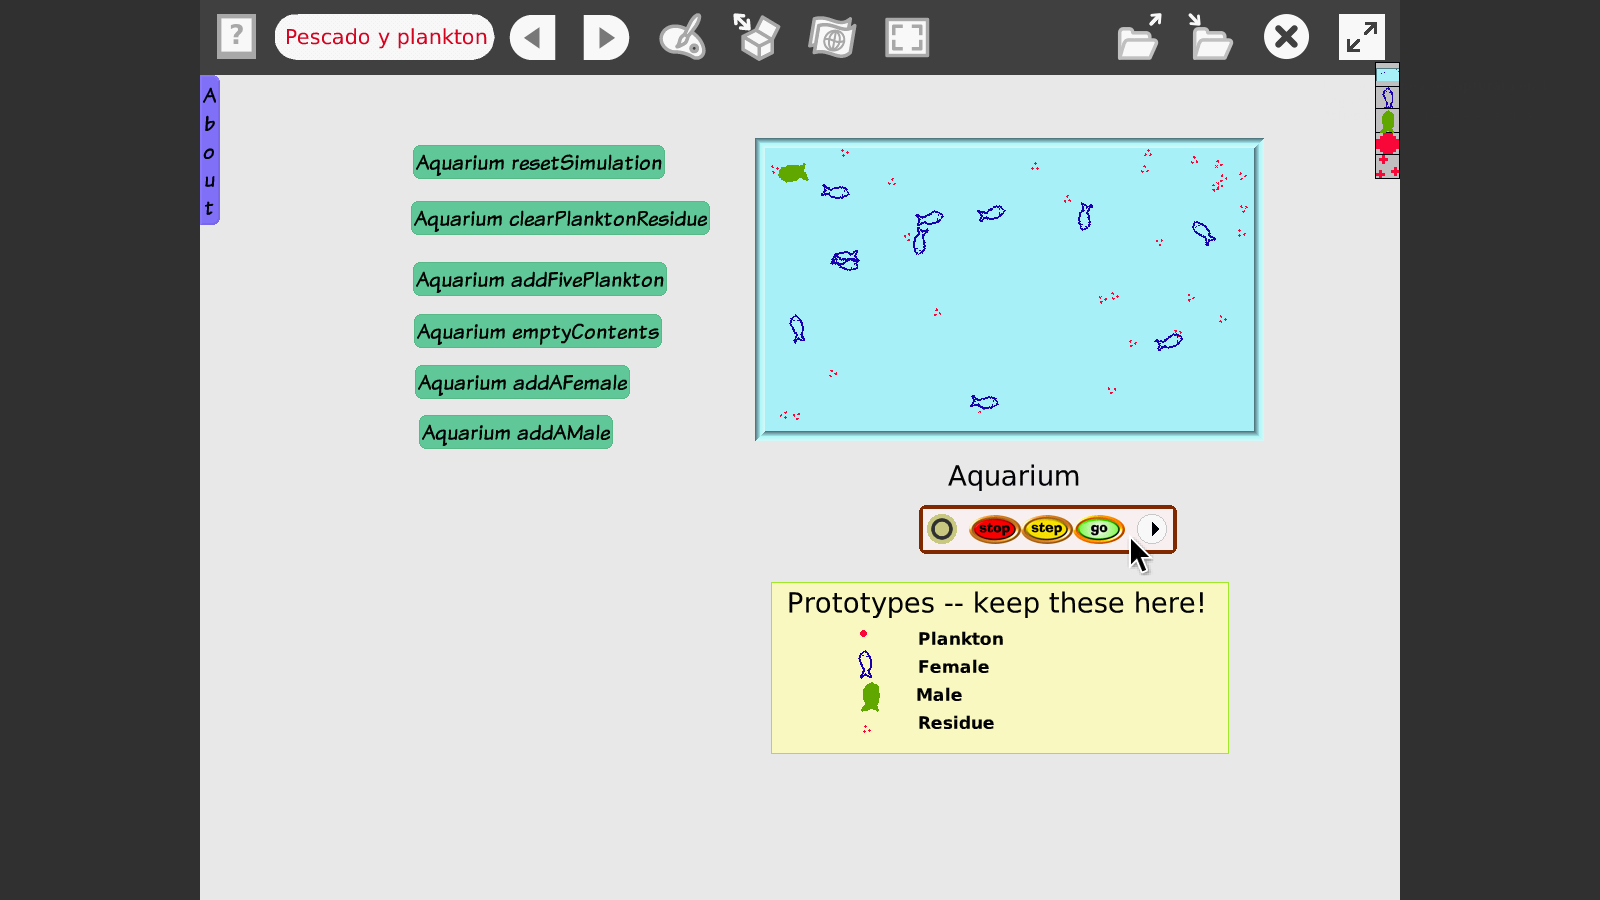 ?
Pescado y plankton
About
Aquarium resetSimulation
Aquarium clearPlanktonResidue
Aquarium addFivePlankton
Aquarium emptyContents
Aquarium addAFemale
Aquarium addAMale
Aquarium
stop step go
Prototypes -- keep these here!
Plankton
Female
Male
Residue